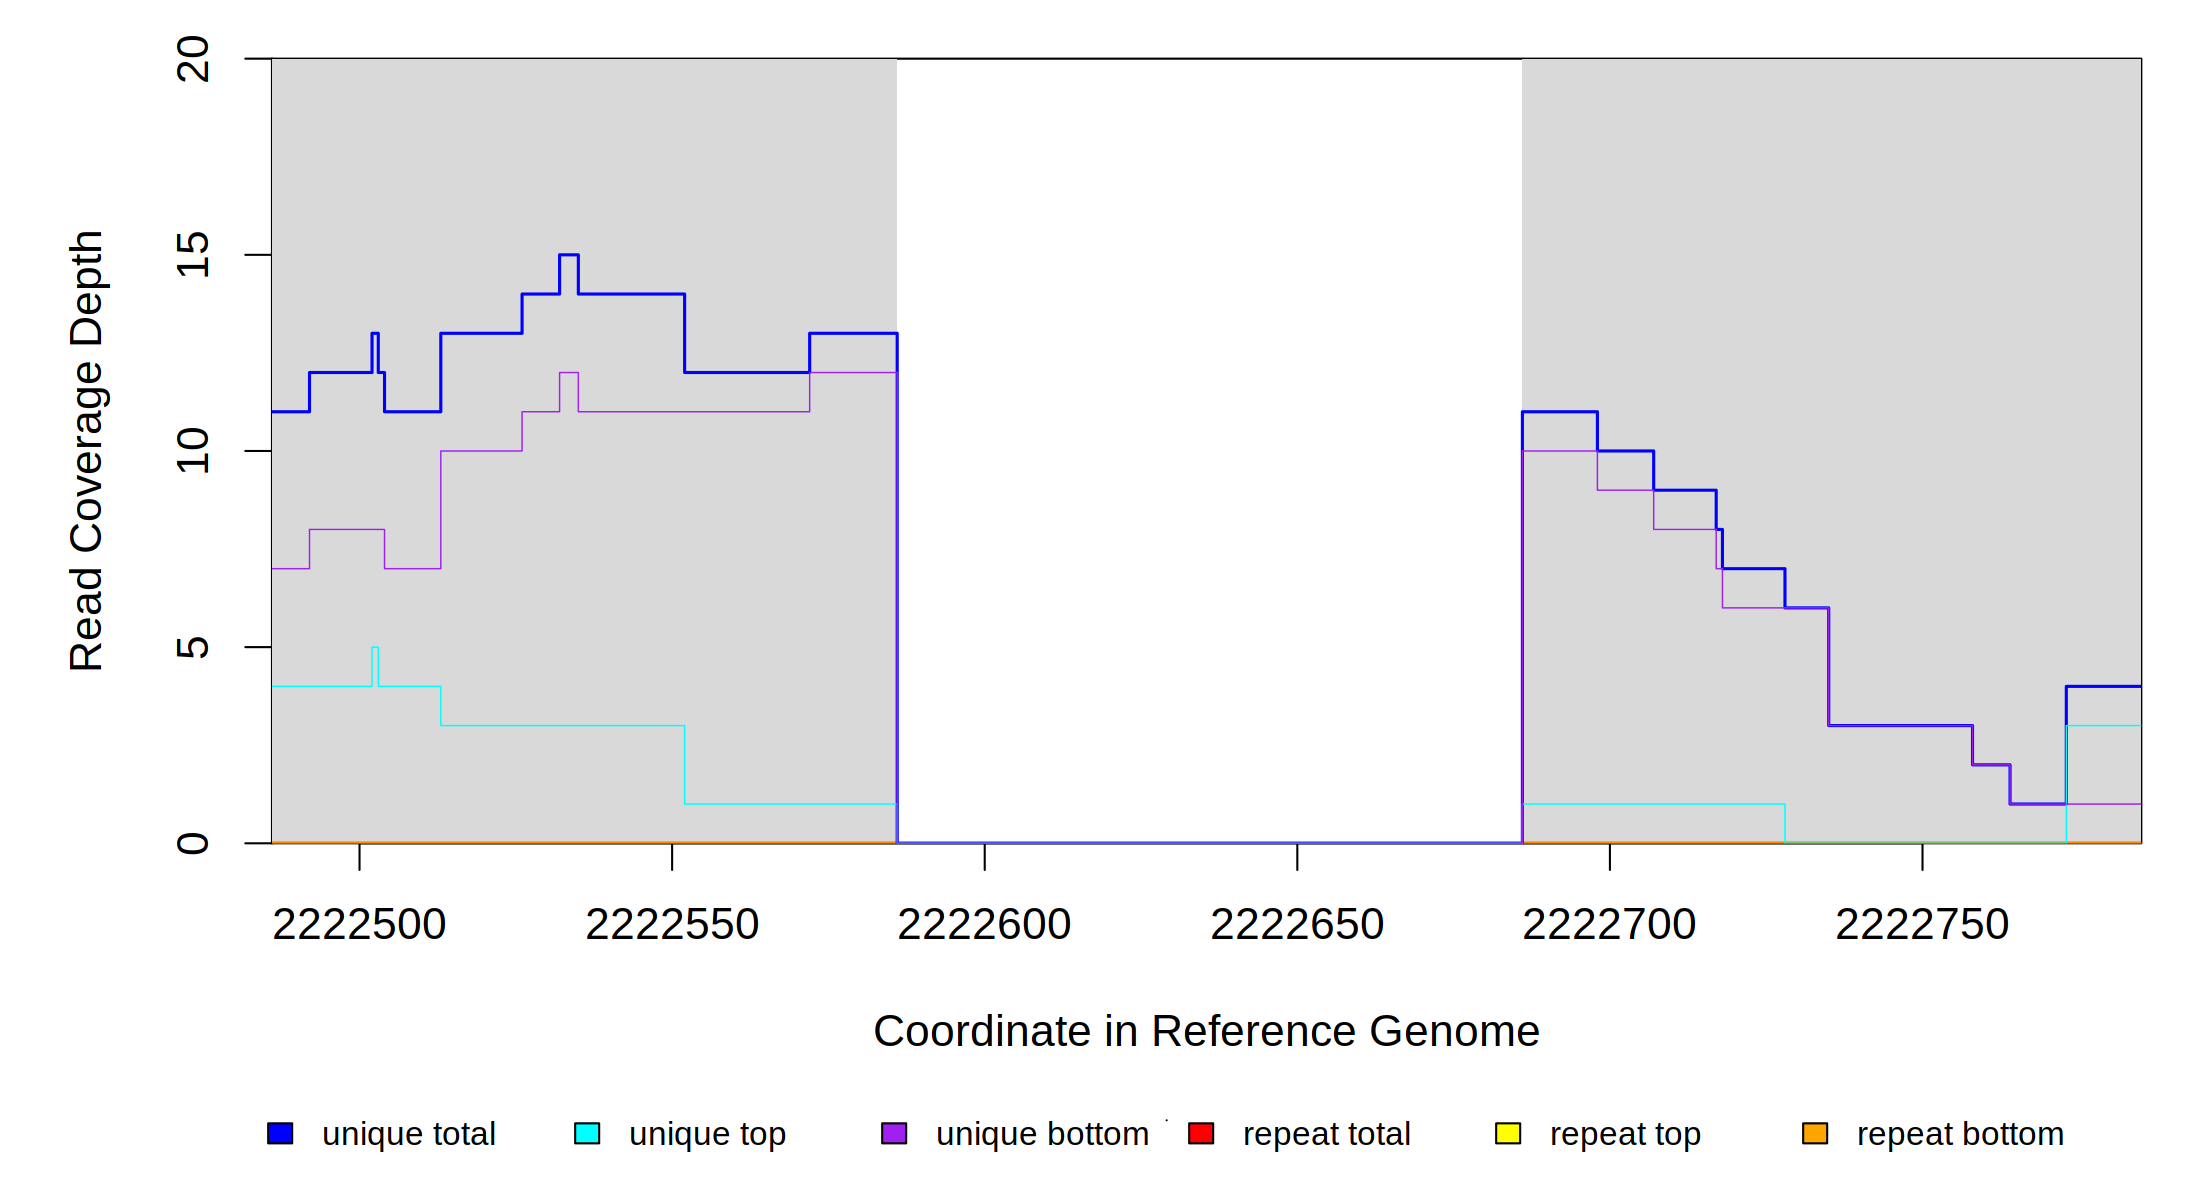 20
15
10
5
0
Read Coverage Depth
2222500 2222550 2222600 2222650 2222700 2222750
Coordinate in Reference Genome
unique total unique top unique bottom repeat total repeat top repeat bottom